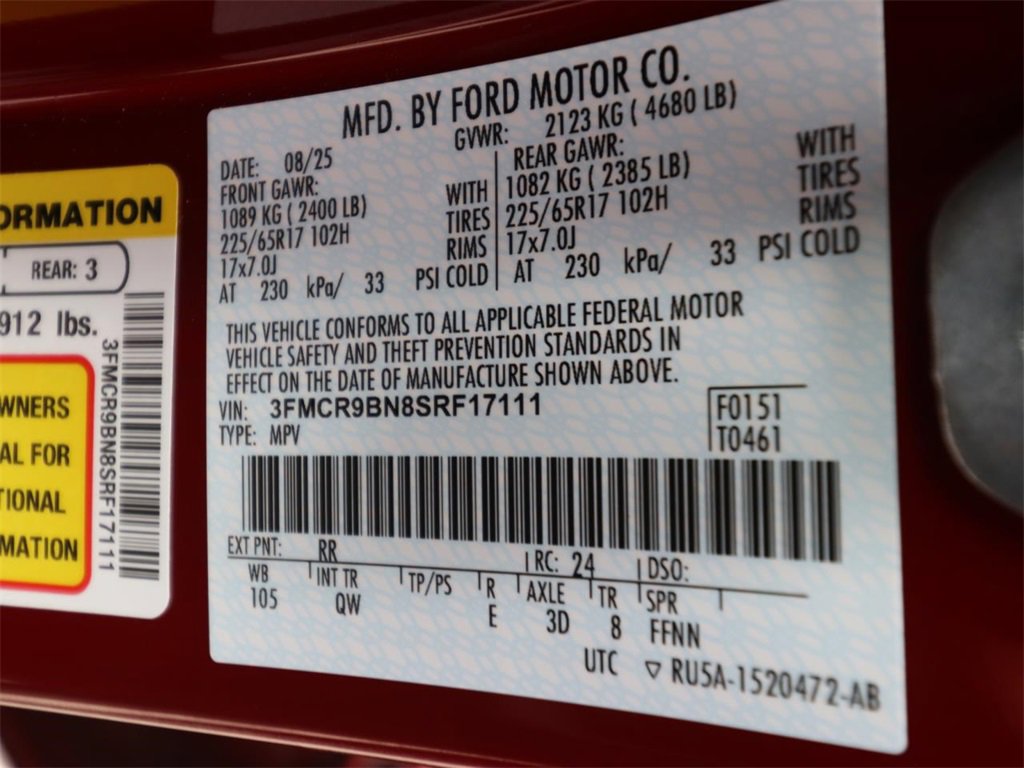 MFD. BY FORD MOTOR CO.
GVWR: 2123 KG ( 4680 LB)
DATE: 08/25
FRONT GAWR:
1089 KG ( 2400 LB)
225/65R17 102H
17x7.0J
WITH
TIRES
RIMS
AT 230 kPa/ 33 PSI COLD
REAR GAWR:
1082 KG ( 2385 LB)
225/65R17 102H
17x7.0J
WITH
TIRES
RIMS
AT 230 kPa/ 33 PSI COLD
THIS VEHICLE CONFORMS TO ALL APPLICABLE FEDERAL MOTOR
VEHICLE SAFETY AND THEFT PREVENTION STANDARDS IN
EFFECT ON THE DATE OF MANUFACTURE SHOWN ABOVE.
VIN: 3FMCR9BN8SRF17111
TYPE: MPV
F0151
T0461
EXT PNT: RR RC: 24 DSO:
WB INT TR TP/PS R AXLE TR SPR
105 QW E 3D 8 FFNN
UTC ▽ RU5A-1520472-AB
ORMATION
REAR: 3
912 lbs.
3FMCR9BN8SRF17111
WNERS
AL FOR
TIONAL
MATION